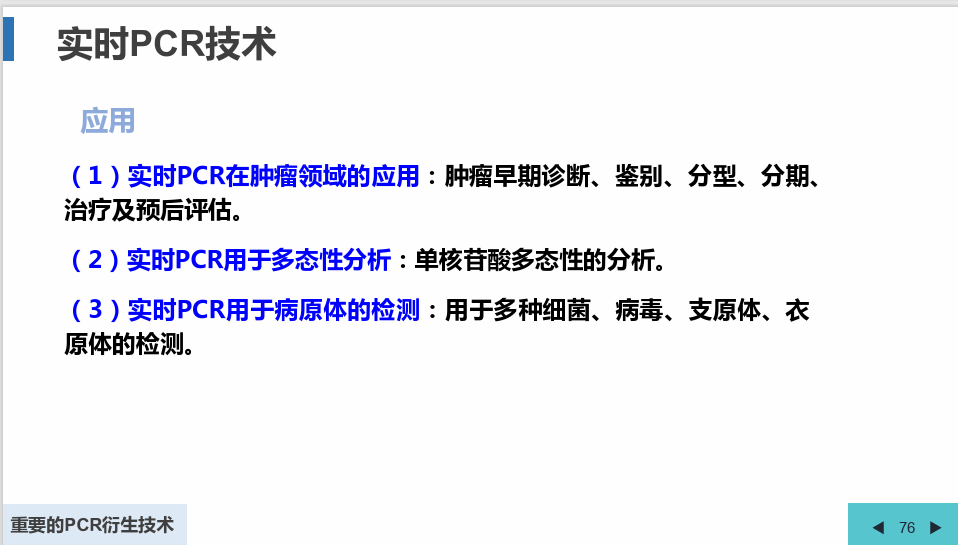 实时PCR技术
应用
（1）实时PCR在肿瘤领域的应用：肿瘤早期诊断、鉴别、分型、分期、
治疗及预后评估。
（2）实时PCR用于多态性分析：单核苷酸多态性的分析。
（3）实时PCR用于病原体的检测：用于多种细菌、病毒、支原体、衣
原体的检测。
重要的PCR衍生技术
76